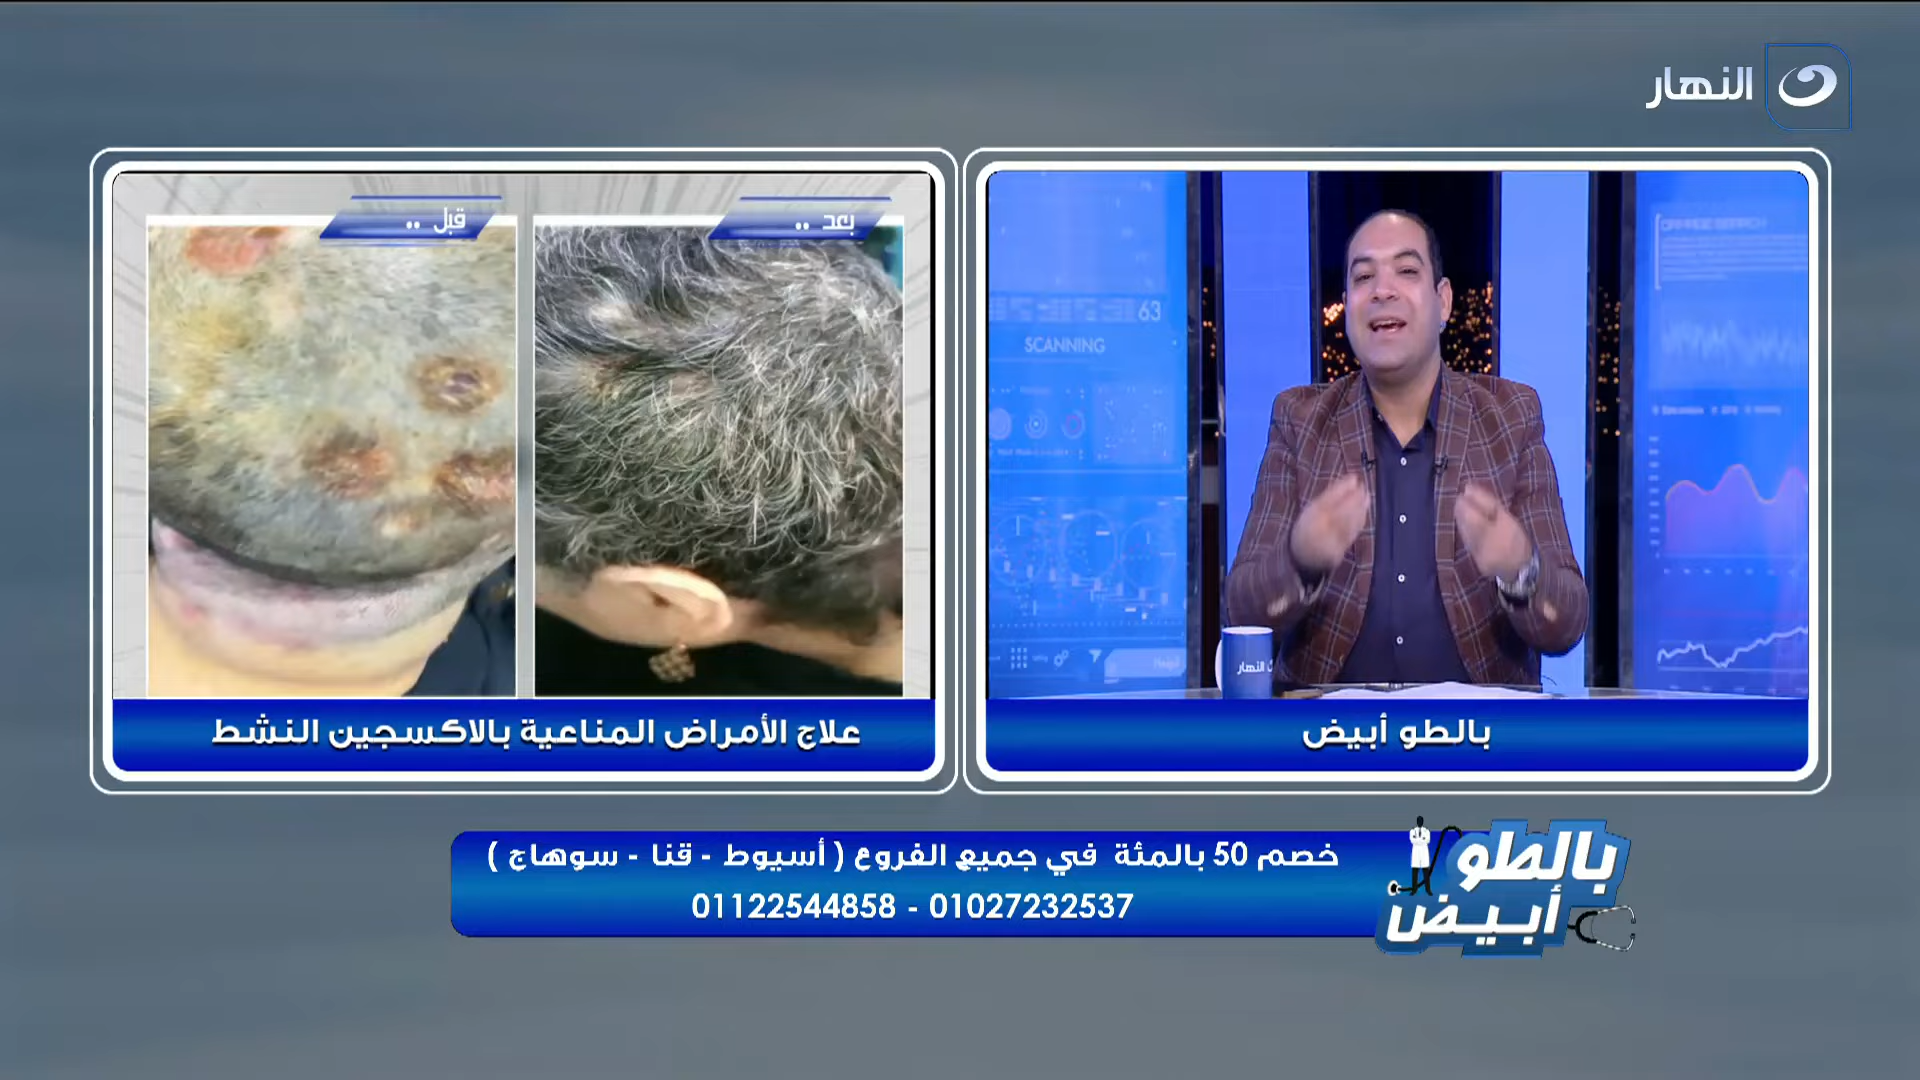 النهار
قبل ..
بعد ..
63
SCANNING
النهار
علاج الأمراض المناعية بالاكسجين النشط
بالطو أبيض
خصم 50 بالمئة في جميع الفروع ( أسيوط - قنا - سوهاج )
01122544858 - 01027232537
بالطو
أبيض